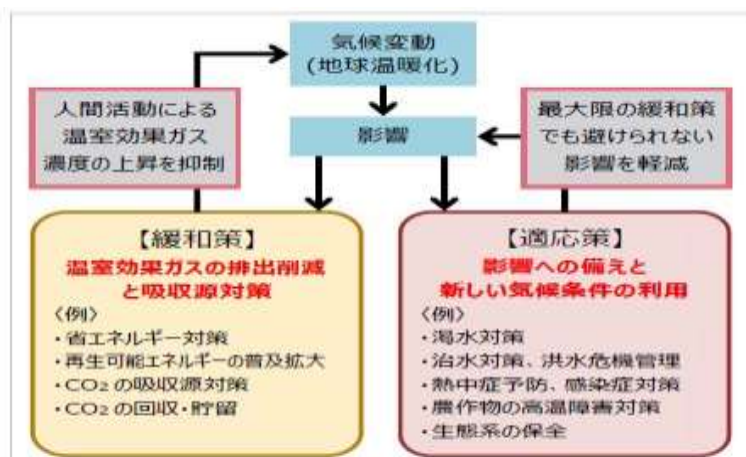 気候変動
(地球温暖化)
人間活動による
温室効果ガス
濃度の上昇を抑制
影響
最大限の緩和策
でも避けられない
影響を軽減
【緩和策】
温室効果ガスの排出削減
と吸収源対策
〈例〉
・省エネルギー対策
・再生可能エネルギーの普及拡大
・CO₂の吸収源対策
・CO₂の回収・貯留
【適応策】
影響への備えと
新しい気候条件の利用
〈例〉
・渇水対策
・治水対策、洪水危機管理
・熱中症予防、感染症対策
・農作物の高温障害対策
・生態系の保全